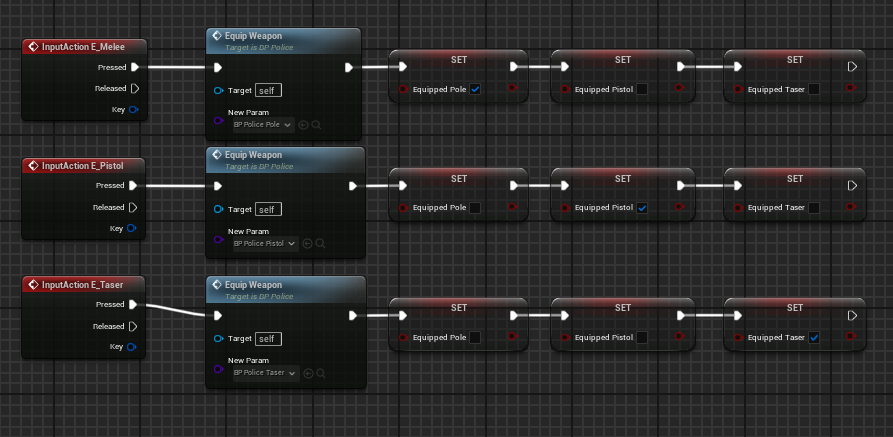 InputAction E_Melee
Pressed
Released
Key
Equip Weapon
Target is BP Police
Target self
New Param
BP Police Pole
SET
Equipped Pole
SET
Equipped Pistol
SET
Equipped Taser
InputAction E_Pistol
Pressed
Released
Key
Equip Weapon
Target is BP Police
Target self
New Param
BP Police Pistol
SET
Equipped Pole
SET
Equipped Pistol
SET
Equipped Taser
InputAction E_Taser
Pressed
Released
Key
Equip Weapon
Target is BP Police
Target self
New Param
BP Police Taser
SET
Equipped Pole
SET
Equipped Pistol
SET
Equipped Taser